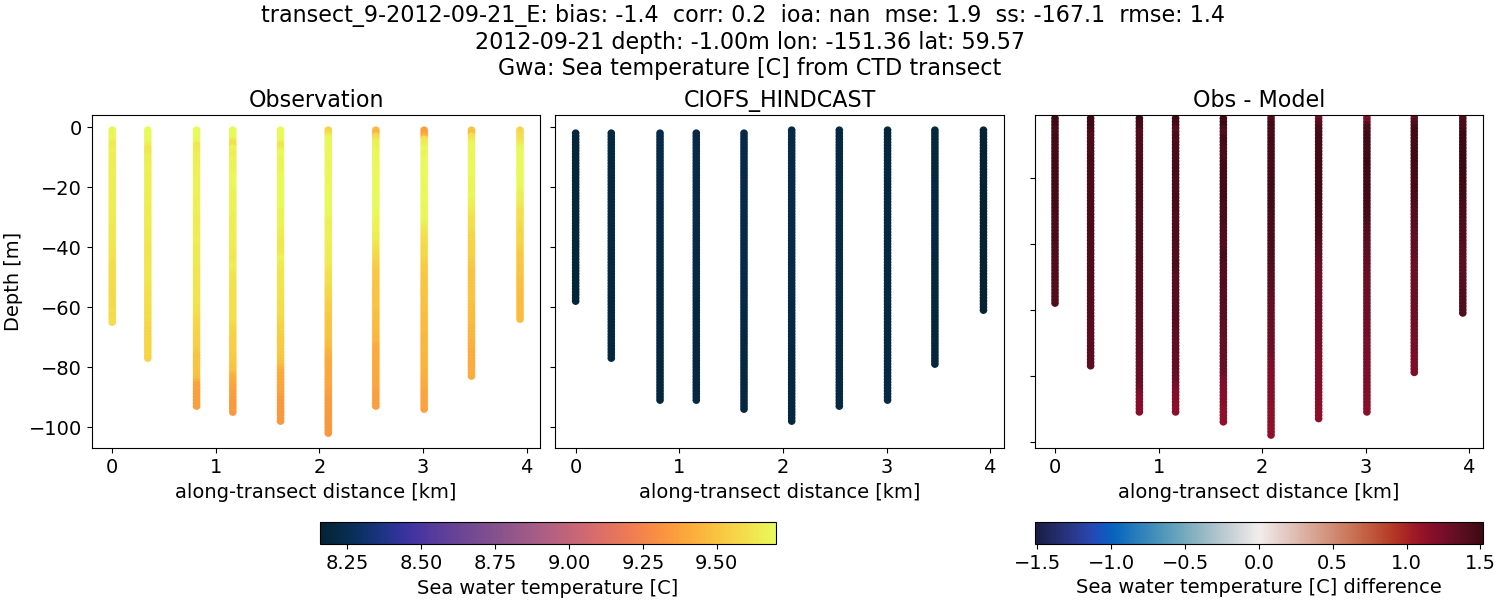 transect_9-2012-09-21_E: bias: -1.4 corr: 0.2 ioa: nan mse: 1.9 ss: -167.1 rmse: 1.4
2012-09-21 depth: -1.00m lon: -151.36 lat: 59.57
Gwa: Sea temperature [C] from CTD transect
Observation
CIOFS_HINDCAST
Obs - Model
Depth [m]
0
−20
−40
−60
−80
−100
0 1 2 3 4
0 1 2 3 4
0 1 2 3 4
along-transect distance [km]
along-transect distance [km]
along-transect distance [km]
8.25 8.50 8.75 9.00 9.25 9.50
Sea water temperature [C]
−1.5 −1.0 −0.5 0.0 0.5 1.0 1.5
Sea water temperature [C] difference